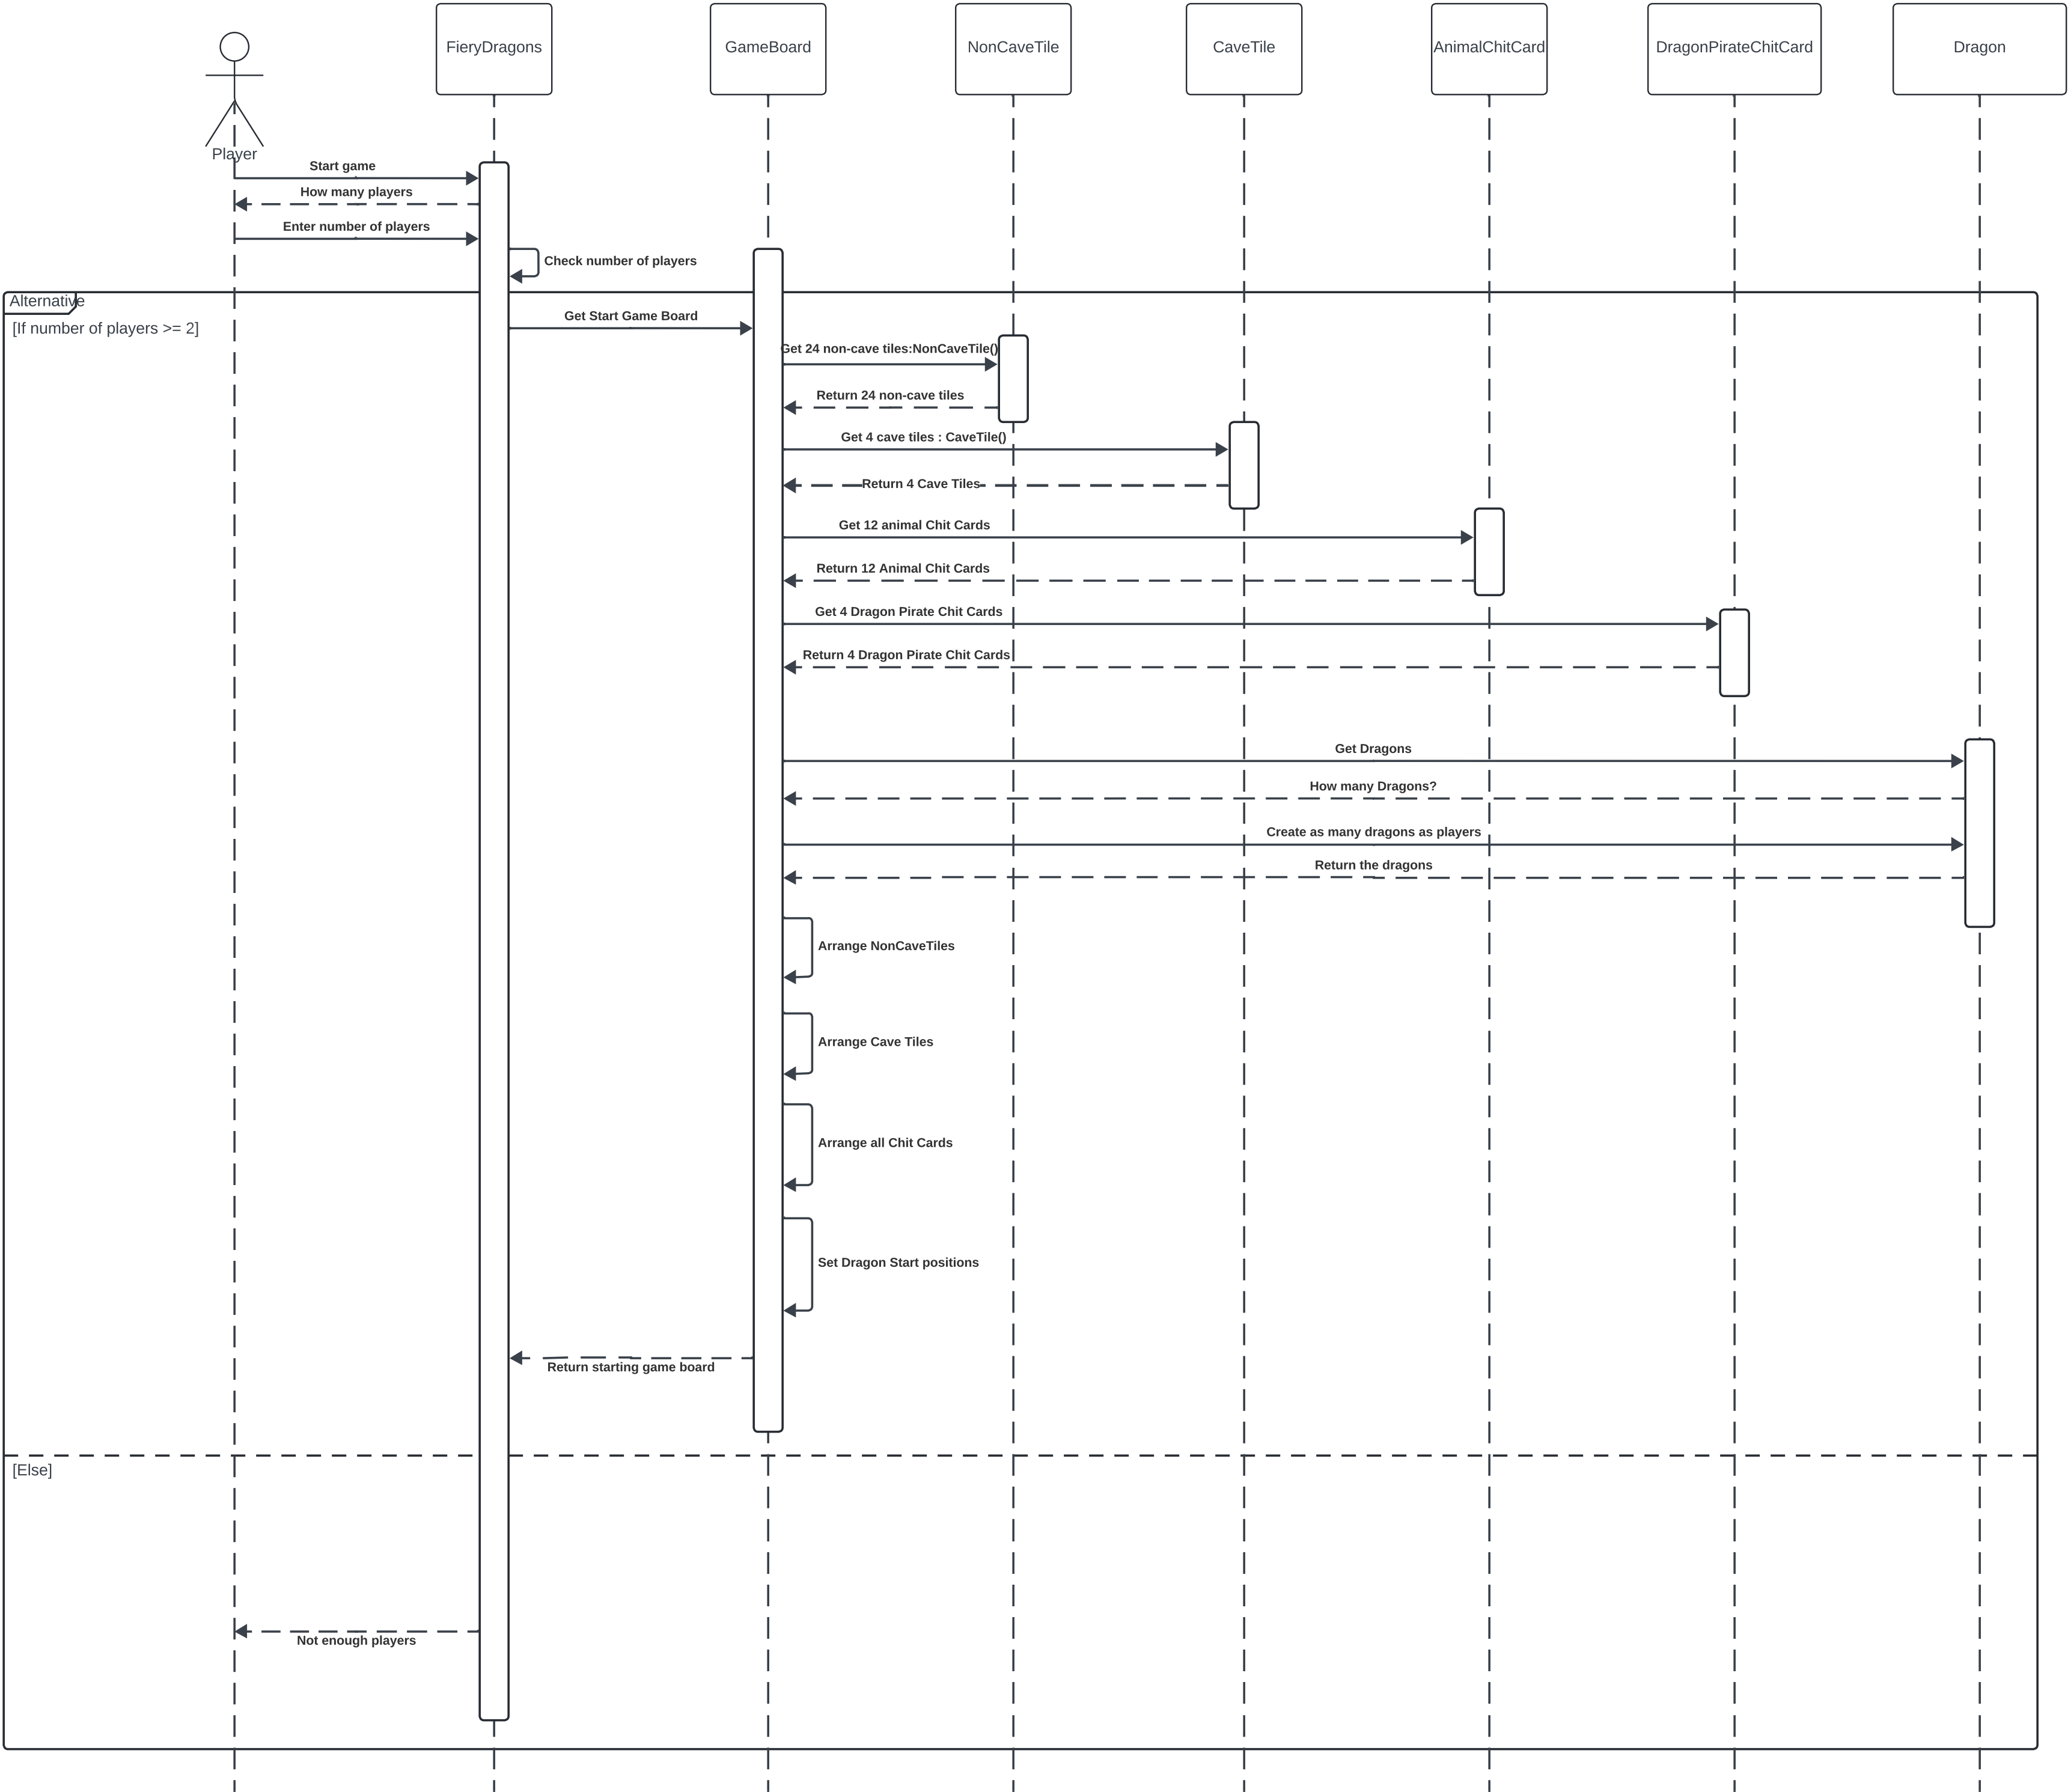 FieryDragons
GameBoard
NonCaveTile
CaveTile
AnimalChitCard
DragonPirateChitCard
Dragon
Player
Start game
How many players
Enter number of players
Check number of players
Alternative
[If number of players >= 2]
Get Start Game Board
Get 24 non-cave tiles:NonCaveTile()
Return 24 non-cave tiles
Get 4 cave tiles : CaveTile()
Return 4 Cave Tiles
Get 12 animal Chit Cards
Return 12 Animal Chit Cards
Get 4 Dragon Pirate Chit Cards
Return 4 Dragon Pirate Chit Cards
Get Dragons
How many Dragons?
Create as many dragons as players
Return the dragons
Arrange NonCaveTiles
Arrange Cave Tiles
Arrange all Chit Cards
Set Dragon Start positions
Return starting game board
[Else]
Not enough players